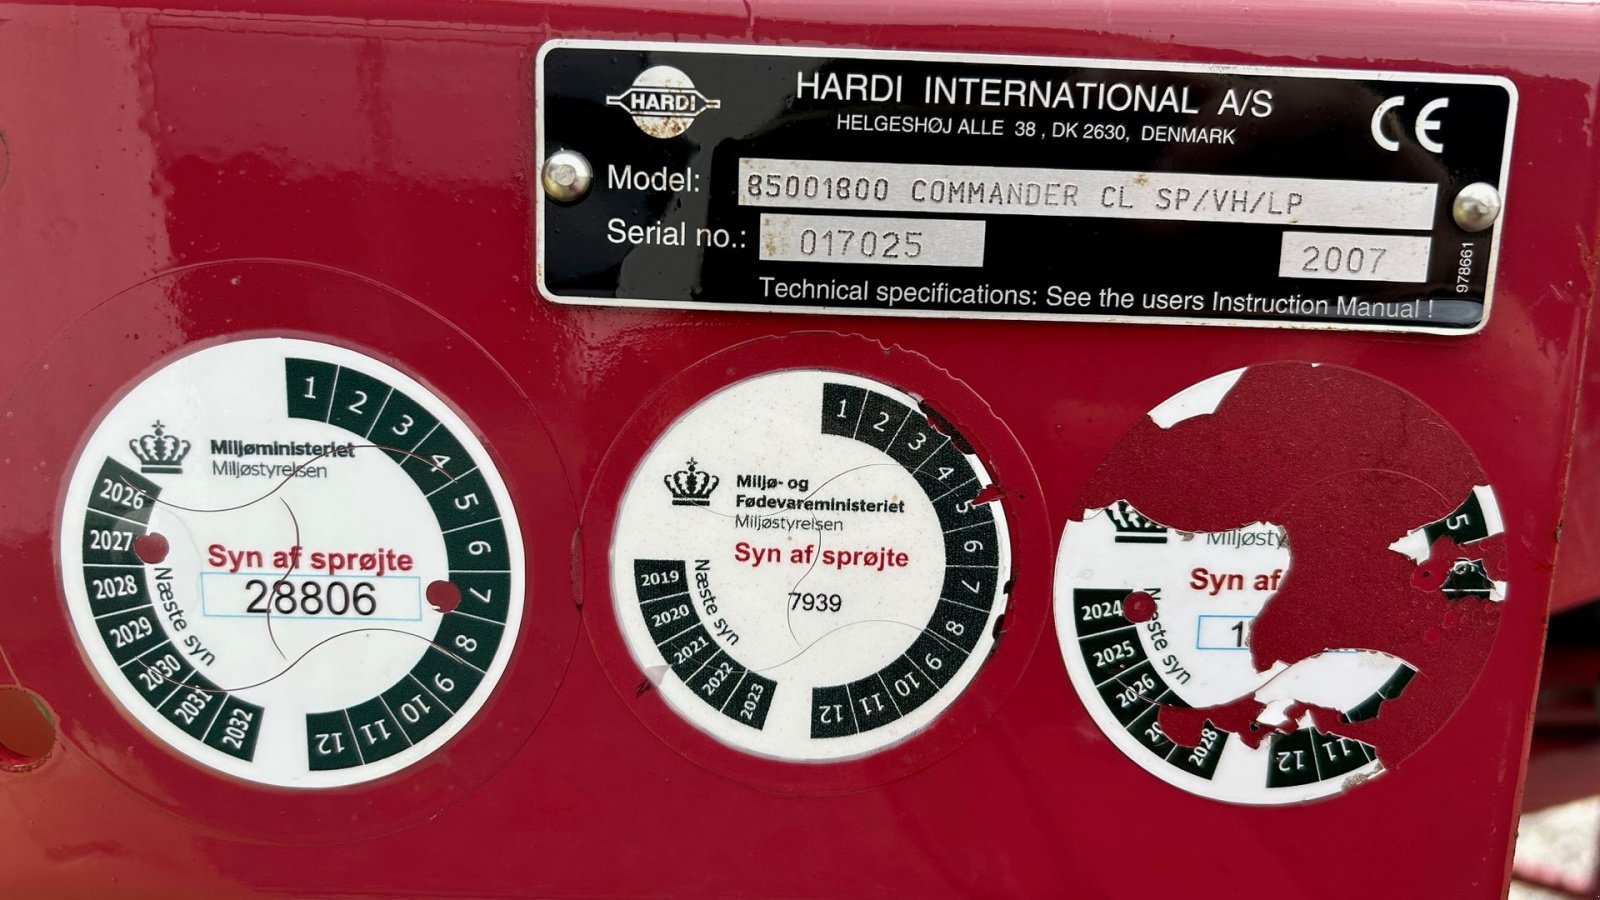 HARDI
HARDI INTERNATIONAL A/S
HELGESHØJ ALLE 38, DK 2630, DENMARK
CE
Model: 85001800 COMMANDER CL SP/VH/LP
Serial no.: 017025 2007
Technical specifications: See the users Instruction Manual !
978661
Miljøministeriet
Miljøstyrelsen
Syn af sprøjte
28806
Næste syn
2026 2027 2028 2029 2030 2031 2032
1 2 3 4 5 6 7 8 9 10 11 12
Miljø- og
Fødevareministeriet
Miljøstyrelsen
Syn af sprøjte
7939
Næste syn
2019 2020 2021 2022 2023
1 2 3 4 5 6 7 8 9 10 11 12
Syn af
Næste syn
2024 2025 2026 2028
5 6 11 12